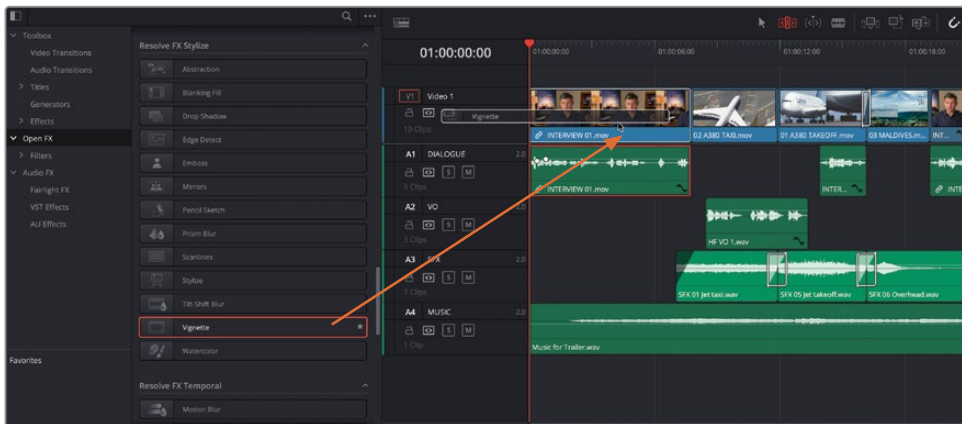 Toolbox
Video Transitions
Audio Transitions
Titles
Generators
Effects
Open FX
Filters
Audio FX
Fairlight FX
VST Effects
AU Effects
Favorites
Resolve FX Stylize
Abstraction
Blanking Fill
Drop Shadow
Edge Detect
Emboss
Mirrors
Pencil Sketch
Prism Blur
Scanlines
Stylize
Tilt-Shift Blur
Vignette
Watercolor
Resolve FX Temporal
Motion Blur
01:00:00:00
01:00:00:00 01:00:06:00 01:00:12:00 01:00:18:00
V1 Video 1
Vignette
10 Clips
INTERVIEW 01.mov 02 A380 TAXI.mov 01 A380 TAKEOFF.mov 03 MALDIVES.m... INT...
A1 DIALOGUE 2.0
S M
5 Clips
INTERVIEW 01.mov INTER... INTE
A2 VO 2.0
S M
3 Clips
HF VO 1.wav
A3 SFX 2.0
S M
7 Clips
SFX 01 Jet taxi.wav SFX 05 Jet takeoff.wav SFX 06 Overhead.wav
A4 MUSIC 2.0
S M
1 Clip
Music for Trailer.wav